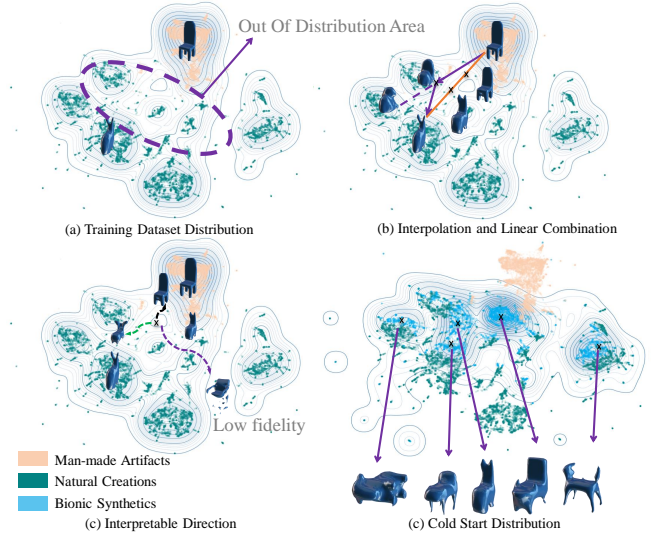 Out Of Distribution Area
(a) Training Dataset Distribution
(b) Interpolation and Linear Combination
x
x
x
x
Low fidelity
Man-made Artifacts
Natural Creations
Bionic Synthetics
(c) Interpretable Direction
x
x
x
x
x
(c) Cold Start Distribution